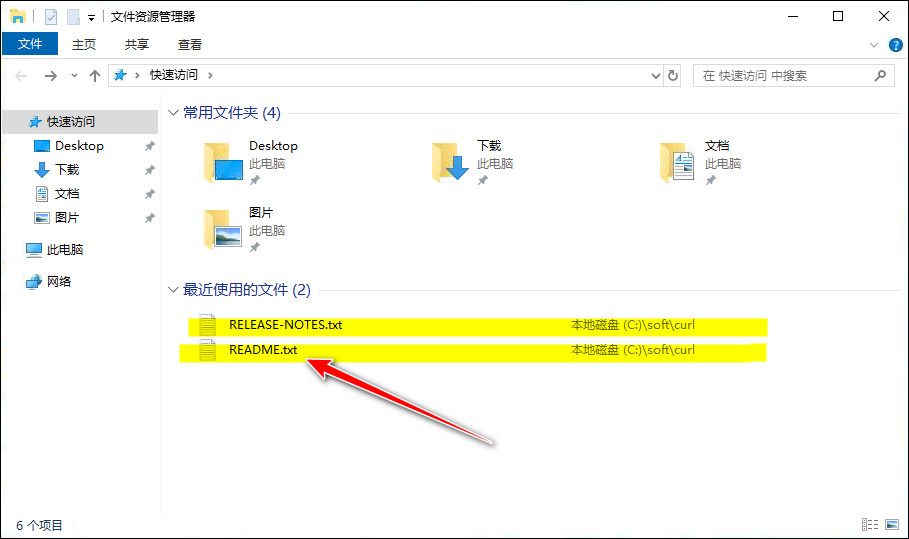 文件资源管理器
文件 主页 共享 查看
快速访问 在 快速访问 中搜索
快速访问
Desktop
下载
文档
图片
此电脑
网络
常用文件夹 (4)
Desktop
此电脑
下载
此电脑
文档
此电脑
图片
此电脑
最近使用的文件 (2)
RELEASE-NOTES.txt 本地磁盘 (C:)\soft\curl
README.txt 本地磁盘 (C:)\soft\curl
6 个项目